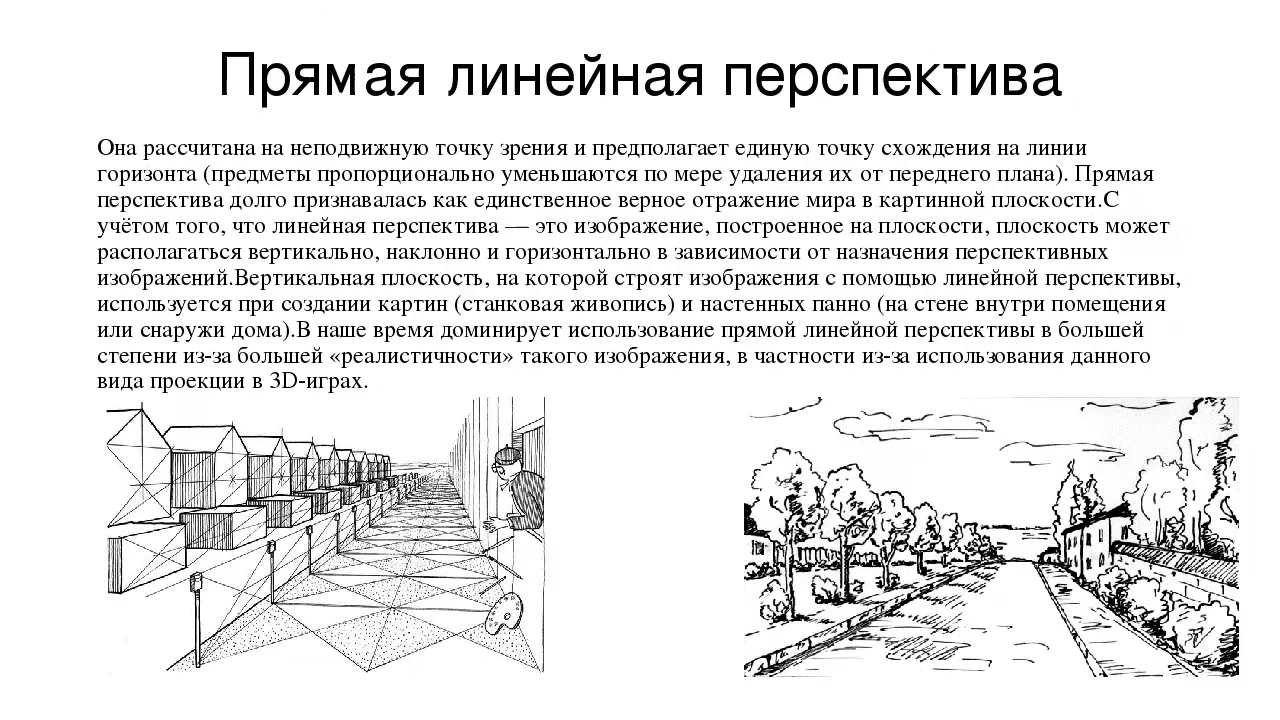 Прямая линейная перспектива
Она рассчитана на неподвижную точку зрения и предполагает единую точку схождения на линии
горизонта (предметы пропорционально уменьшаются по мере удаления их от переднего плана). Прямая
перспектива долго признавалась как единственное верное отражение мира в картинной плоскости.С
учётом того, что линейная перспектива — это изображение, построенное на плоскости, плоскость может
располагаться вертикально, наклонно и горизонтально в зависимости от назначения перспективных
изображений.Вертикальная плоскость, на которой строят изображения с помощью линейной перспективы,
используется при создании картин (станковая живопись) и настенных панно (на стене внутри помещения
или снаружи дома).В наше время доминирует использование прямой линейной перспективы в большей
степени из-за большей «реалистичности» такого изображения, в частности из-за использования данного
вида проекции в 3D-играх.